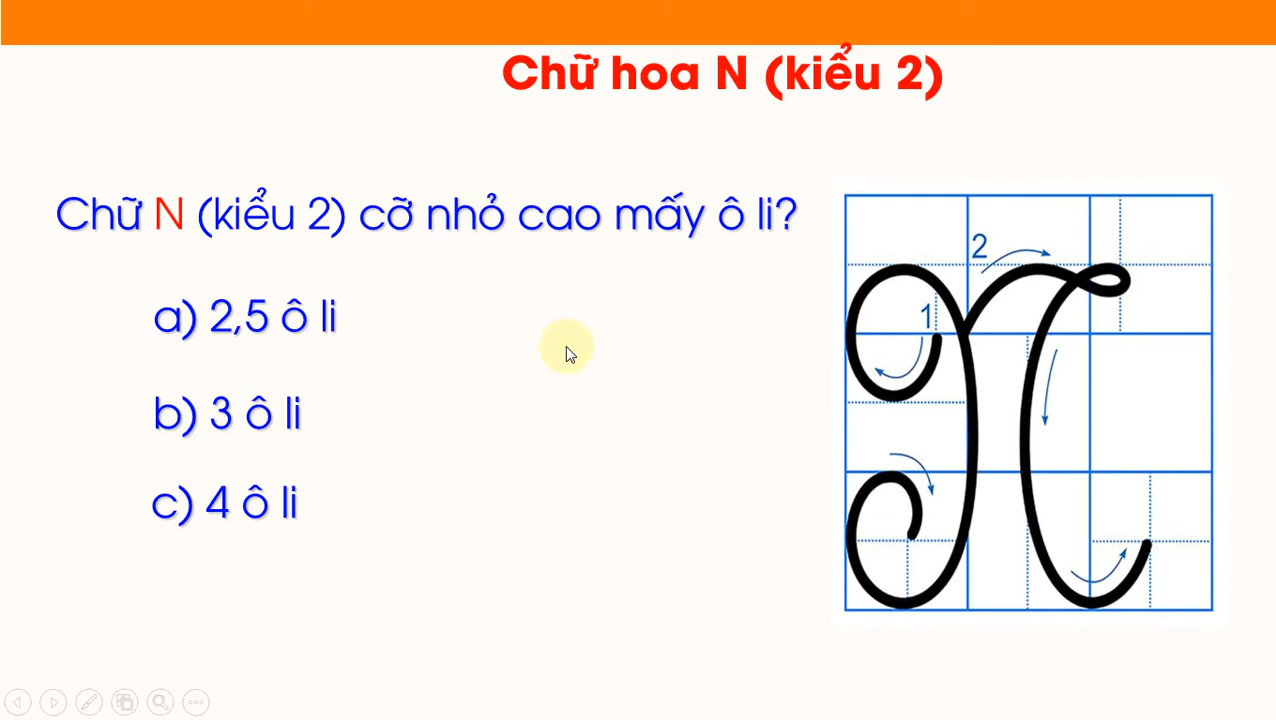 Chữ hoa N (kiểu 2)
Chữ N (kiểu 2) cỡ nhỏ cao mấy ô li?
a) 2,5 ô li
b) 3 ô li
c) 4 ô li
2
1
N